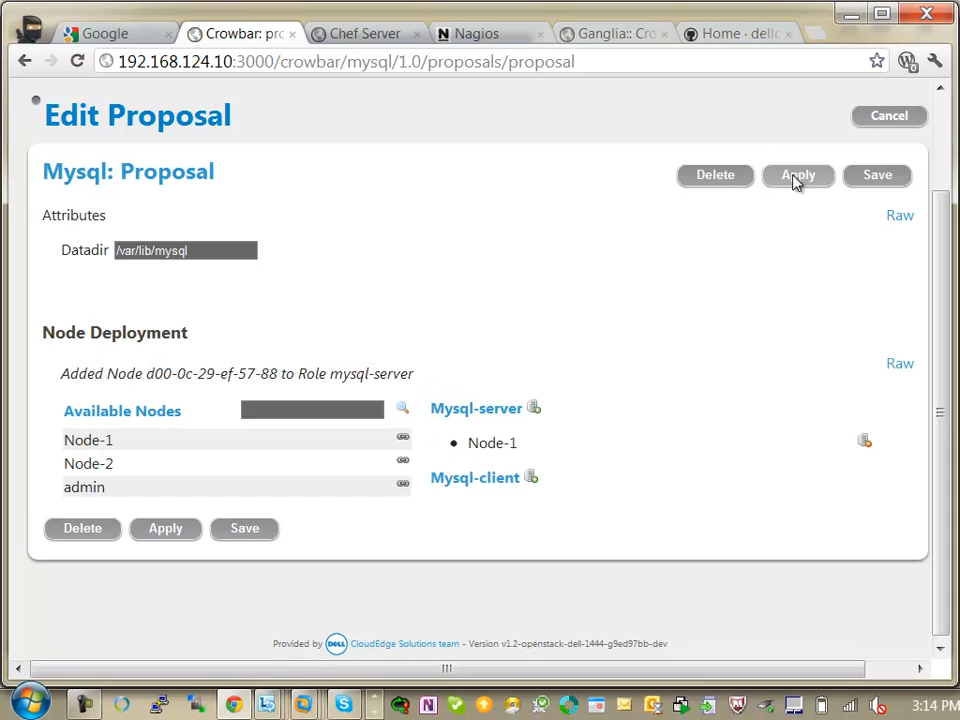 Google
Crowbar: pro
Chef Server
Nagios
Ganglia:: Cro
Home · dello
192.168.124.10:3000/crowbar/mysql/1.0/proposals/proposal
Edit Proposal
Cancel
Mysql: Proposal
Delete
Apply
Save
Attributes
Raw
Datadir
/var/lib/mysql
Node Deployment
Raw
Added Node d00-0c-29-ef-57-88 to Role mysql-server
Available Nodes
Mysql-server
Node-1
Node-1
Node-2
Mysql-client
admin
Delete
Apply
Save
Provided by DELL CloudEdge Solutions team - Version v1.2-openstack-dell-1444-g9ed97bb-dev
3:14 PM